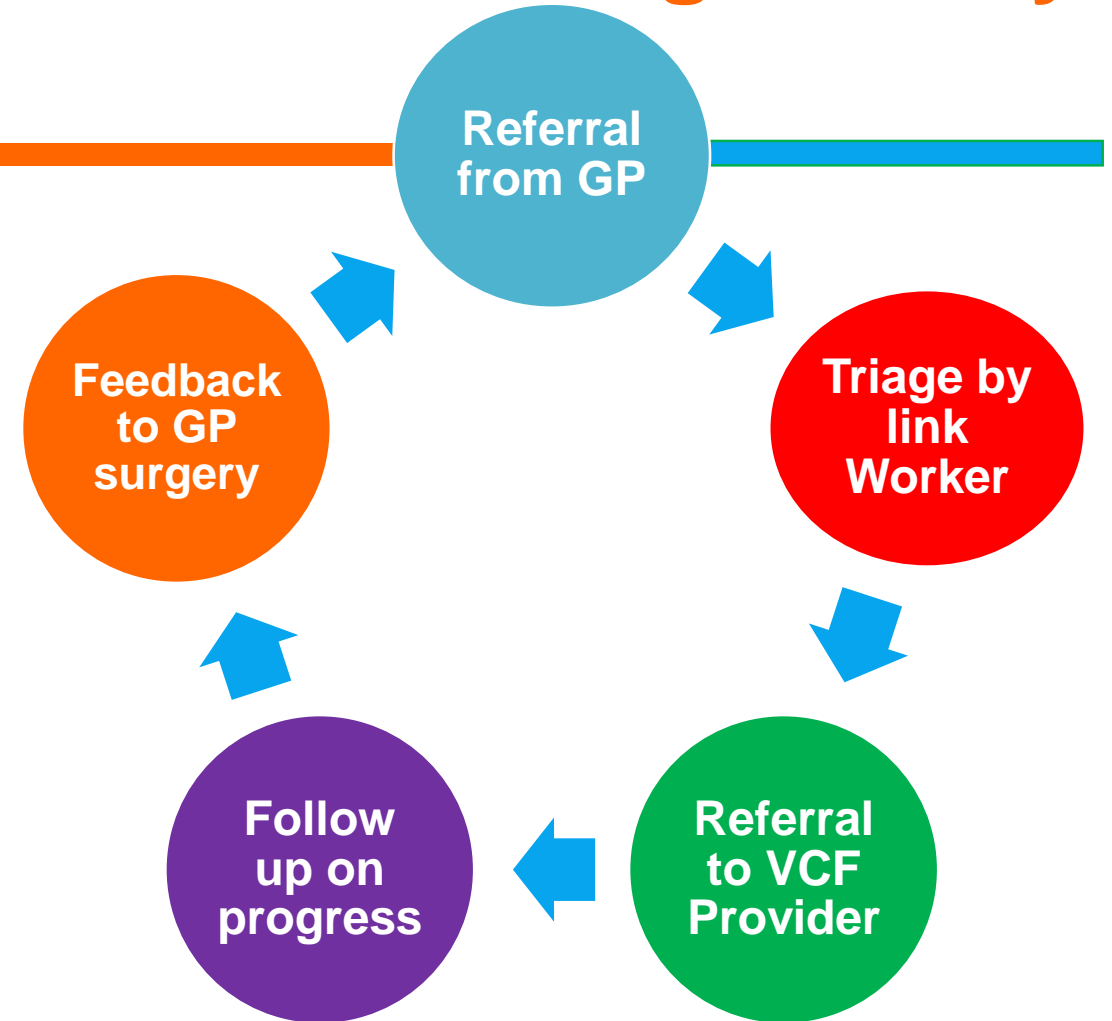 Referral
from GP
Triage by
link
Worker
Referral
to VCF
Provider
Follow
up on
progress
Feedback
to GP
surgery